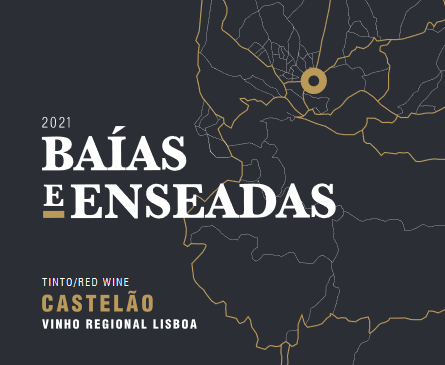 2021
BAÍAS
E ENSEADAS
TINTO/RED WINE
CASTELÃO
VINHO REGIONAL LISBOA